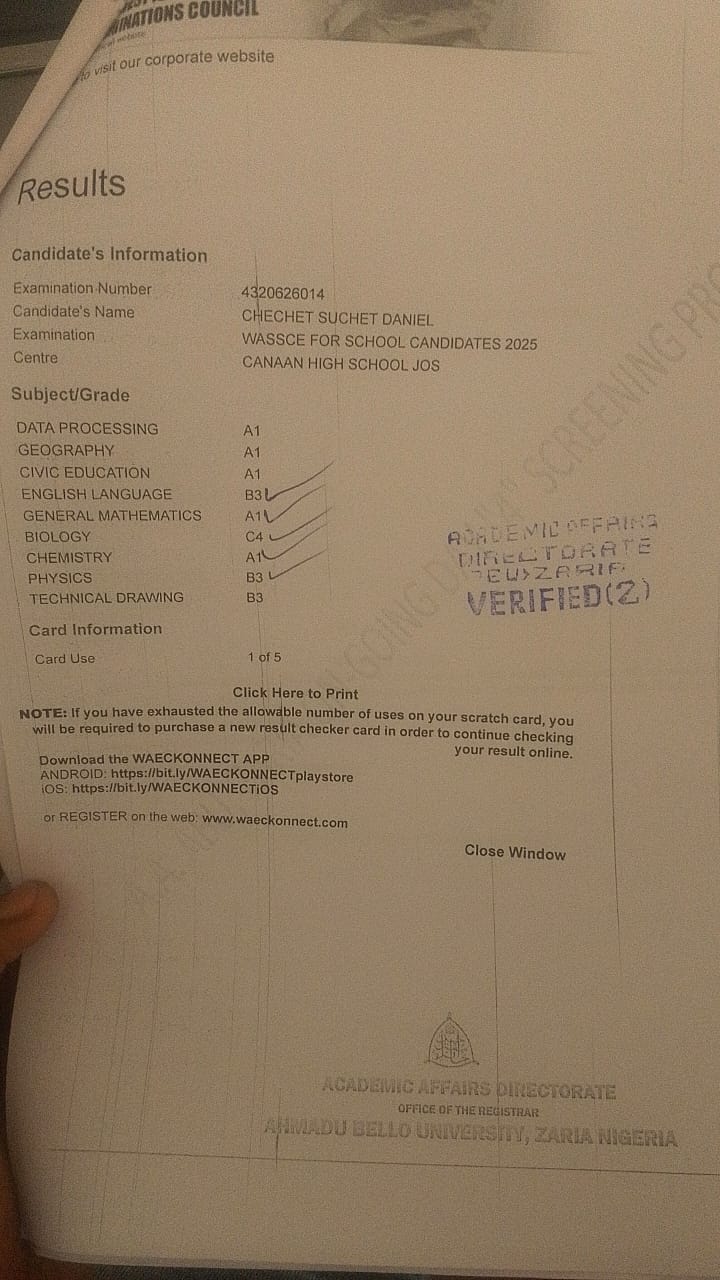 NATIONS COUNCIL
to visit our corporate website
Results
Candidate's Information
Examination Number 4320626014
Candidate's Name CHECHET SUCHET DANIEL
Examination WASSCE FOR SCHOOL CANDIDATES 2025
Centre CANAAN HIGH SCHOOL JOS
Subject/Grade
DATA PROCESSING A1
GEOGRAPHY A1
CIVIC EDUCATION A1
ENGLISH LANGUAGE B3
GENERAL MATHEMATICS A1
BIOLOGY C4
CHEMISTRY A1
PHYSICS B3
TECHNICAL DRAWING B3
ACADEMIC AFFAIRS
DIRECTORATE
ZARIA
VERIFIED(2)
Card Information
Card Use 1 of 5
Click Here to Print
NOTE: If you have exhausted the allowable number of uses on your scratch card, you
will be required to purchase a new result checker card in order to continue checking
your result online.
Download the WAECKONNECT APP
ANDROID: https://bit.ly/WAECKONNECTplaystore
iOS: https://bit.ly/WAECKONNECTiOS
or REGISTER on the web: www.waeckonnect.com
Close Window
SCREENING
ACADEMIC AFFAIRS DIRECTORATE
OFFICE OF THE REGISTRAR
AHMADU BELLO UNIVERSITY, ZARIA NIGERIA